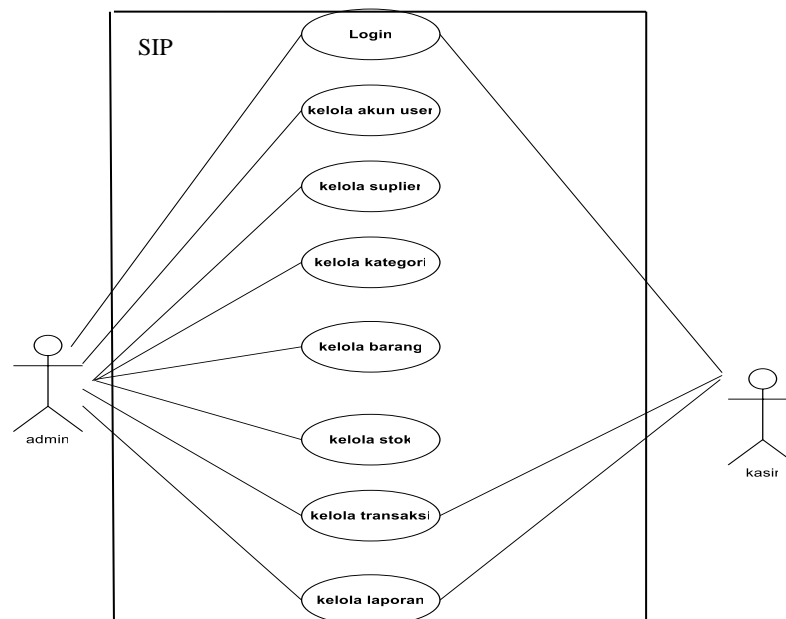 SIP
Login
kelola akun user
kelola suplier
kelola kategori
kelola barang
kelola stok
kelola transaksi
kelola laporan
admin
kasir